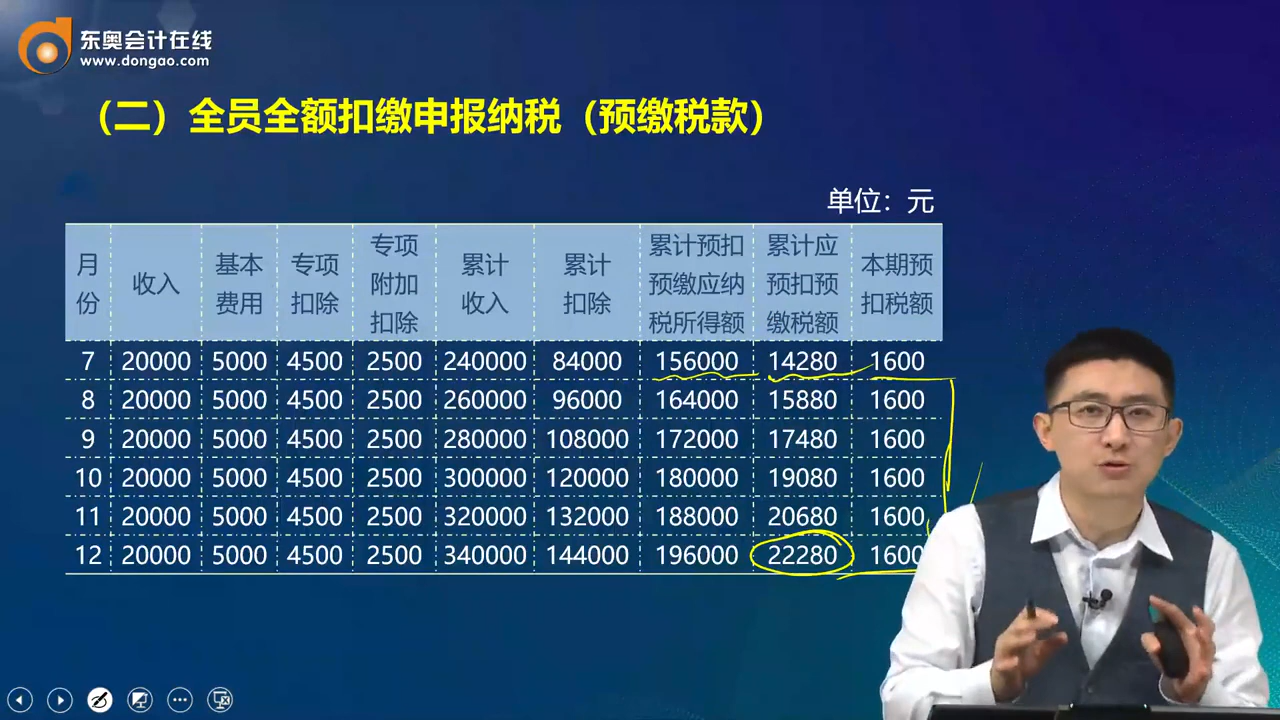 东奥会计在线
www.dongao.com
（二）全员全额扣缴申报纳税（预缴税款）
单位：元
月份 收入 基本费用 专项扣除 专项附加扣除 累计收入 累计扣除 累计预扣预缴应纳税所得额 累计应预扣预缴税额 本期预扣税额
7 20000 5000 4500 2500 240000 84000 156000 14280 1600
8 20000 5000 4500 2500 260000 96000 164000 15880 1600
9 20000 5000 4500 2500 280000 108000 172000 17480 1600
10 20000 5000 4500 2500 300000 120000 180000 19080 1600
11 20000 5000 4500 2500 320000 132000 188000 20680 1600
12 20000 5000 4500 2500 340000 144000 196000 22280 1600